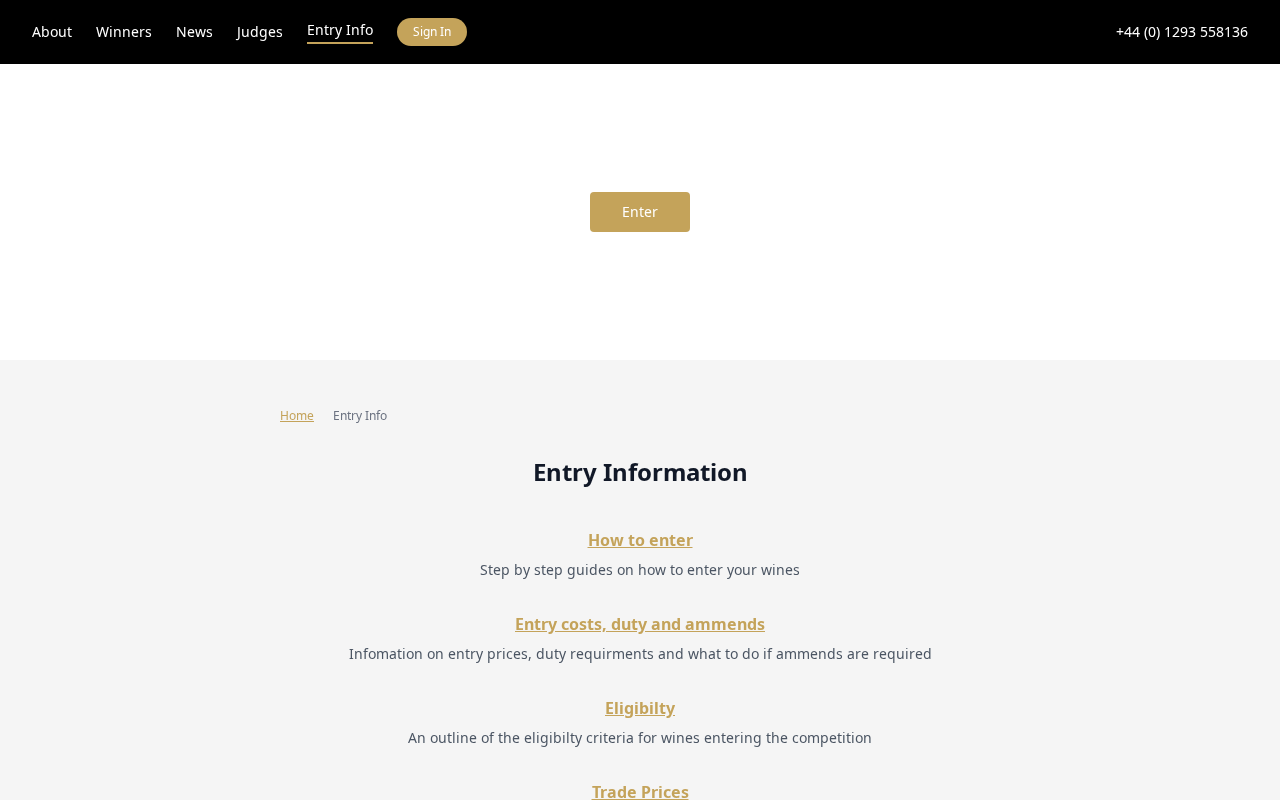 About
Winners
News
Judges
Entry Info
Sign In
+44 (0) 1293 558136
Enter
Home
Entry Info
Entry Information
How to enter
Step by step guides on how to enter your wines
Entry costs, duty and ammends
Infomation on entry prices, duty requirments and what to do if ammends are required
Eligibilty
An outline of the eligibilty criteria for wines entering the competition
Trade Prices